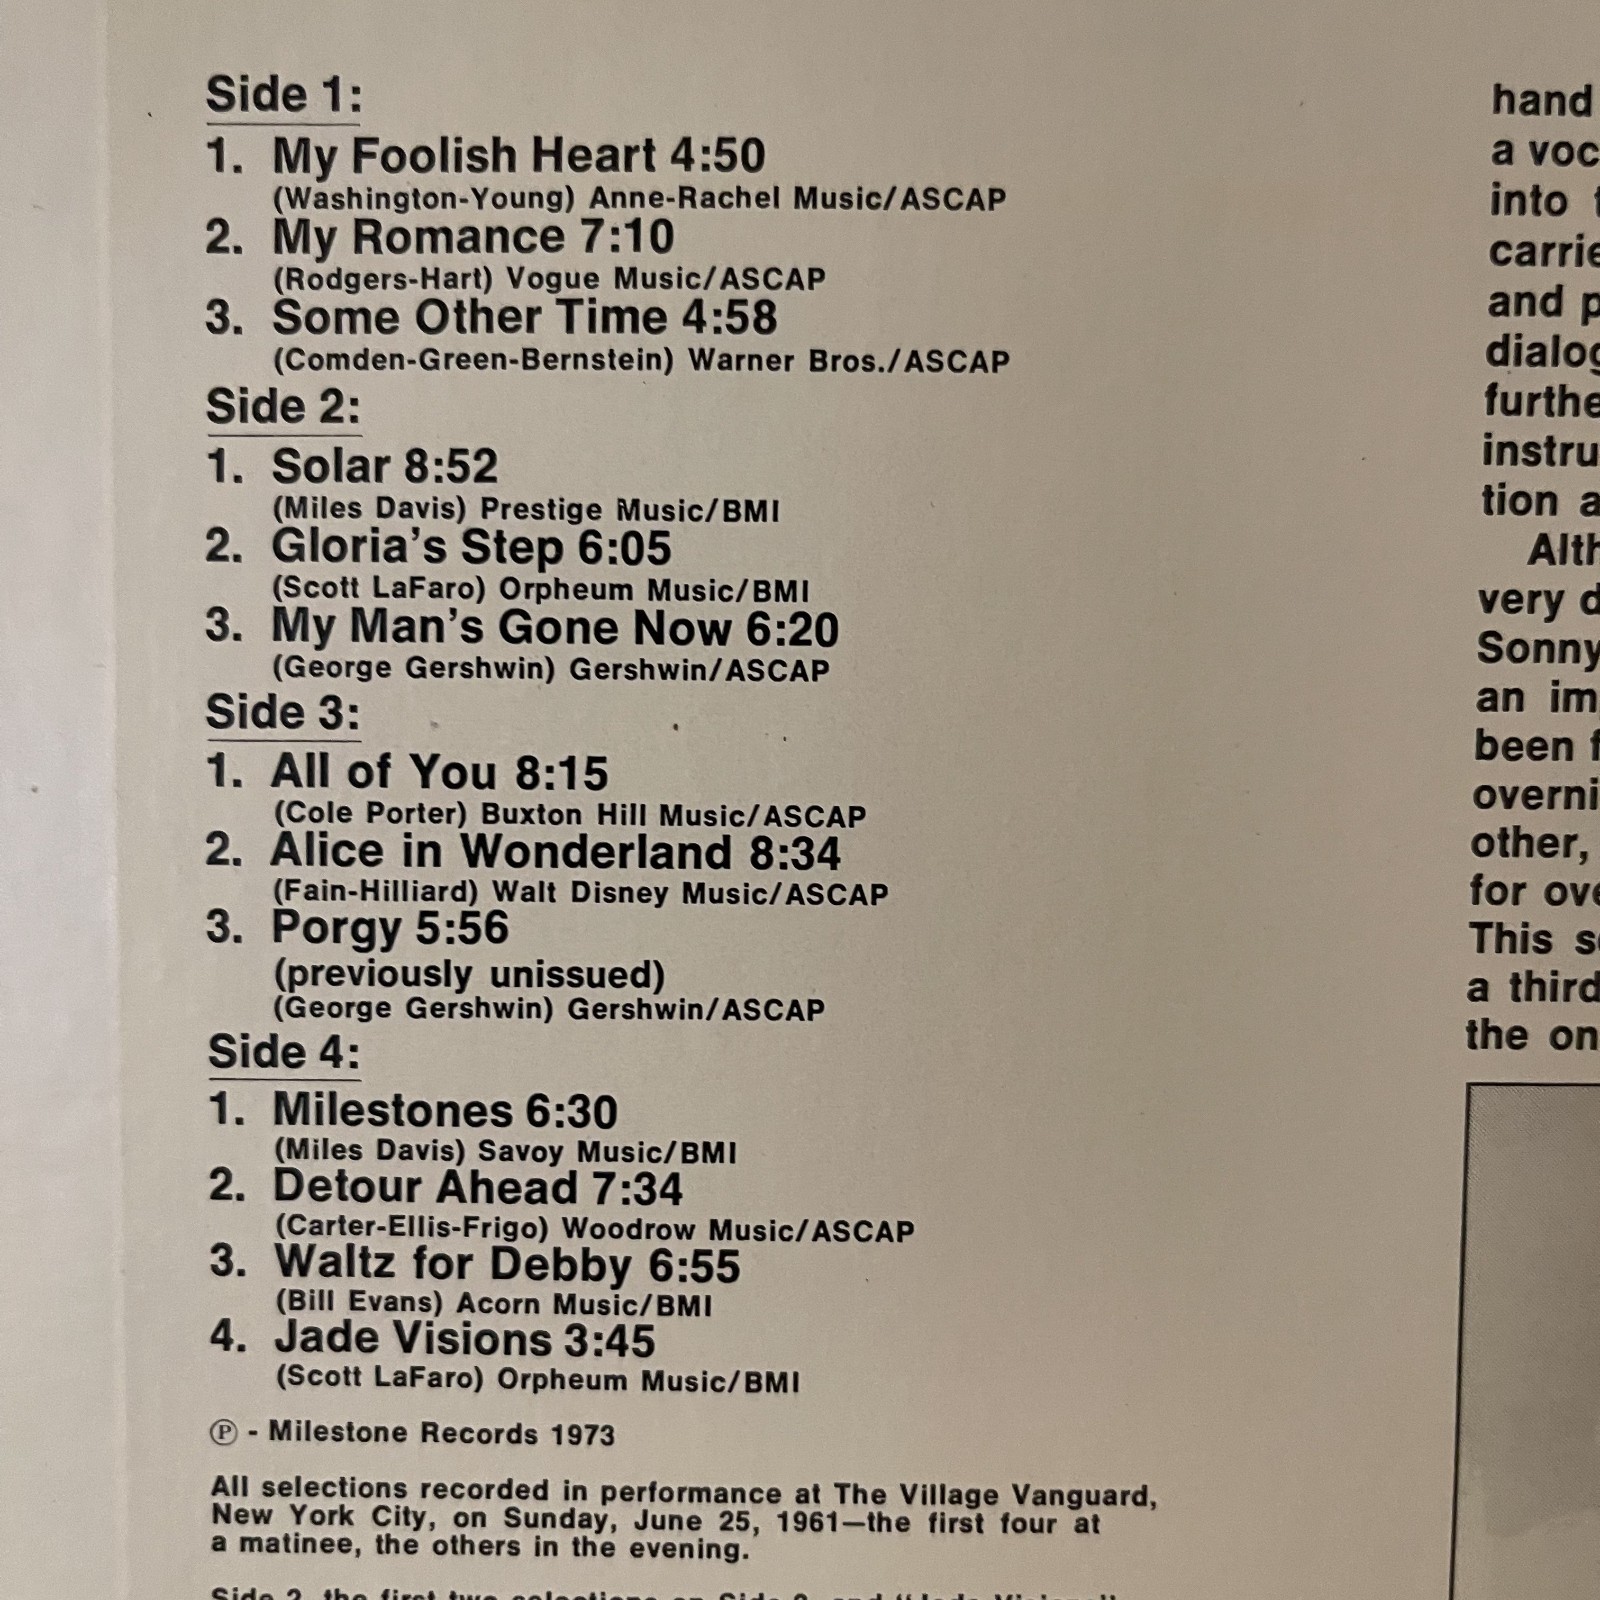 Side 1:
1. My Foolish Heart 4:50
(Washington-Young) Anne-Rachel Music/ASCAP
2. My Romance 7:10
(Rodgers-Hart) Vogue Music/ASCAP
3. Some Other Time 4:58
(Comden-Green-Bernstein) Warner Bros./ASCAP
Side 2:
1. Solar 8:52
(Miles Davis) Prestige Music/BMI
2. Gloria's Step 6:05
(Scott LaFaro) Orpheum Music/BMI
3. My Man's Gone Now 6:20
(George Gershwin) Gershwin/ASCAP
Side 3:
1. All of You 8:15
(Cole Porter) Buxton Hill Music/ASCAP
2. Alice in Wonderland 8:34
(Fain-Hilliard) Walt Disney Music/ASCAP
3. Porgy 5:56
(previously unissued)
(George Gershwin) Gershwin/ASCAP
Side 4:
1. Milestones 6:30
(Miles Davis) Savoy Music/BMI
2. Detour Ahead 7:34
(Carter-Ellis-Frigo) Woodrow Music/ASCAP
3. Waltz for Debby 6:55
(Bill Evans) Acorn Music/BMI
4. Jade Visions 3:45
(Scott LaFaro) Orpheum Music/BMI
℗ - Milestone Records 1973
All selections recorded in performance at The Village Vanguard,
New York City, on Sunday, June 25, 1961—the first four at
a matinee, the others in the evening.
hand
a voc
into
carrie
and p
dialog
furthe
instru
tion a
Alth
very d
Sonny
an im
been f
overni
other,
for ove
This s
a third
the on